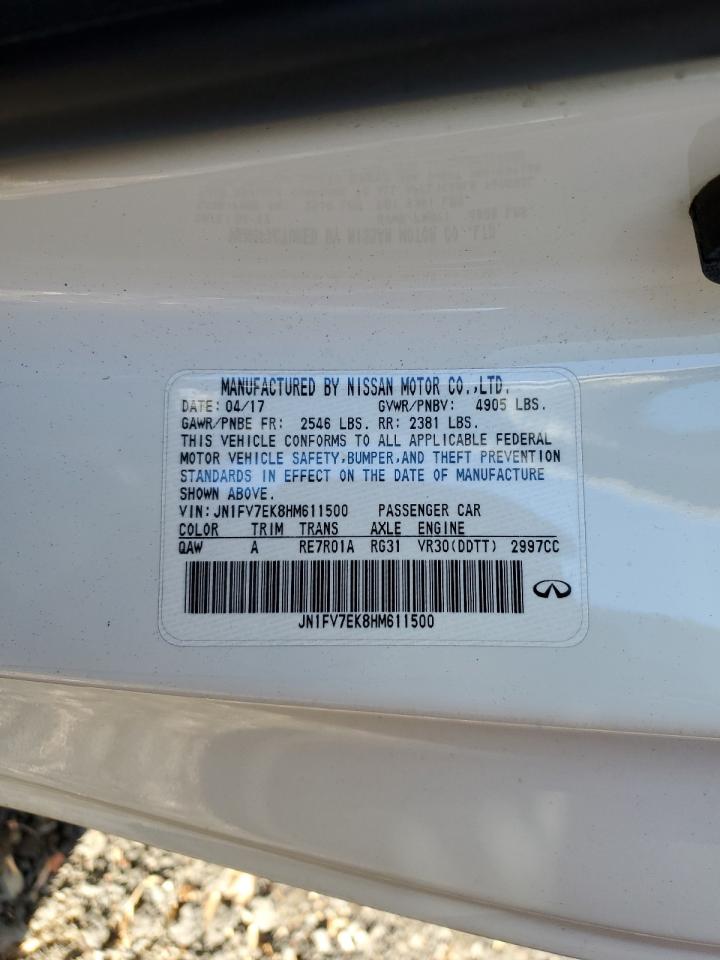 MANUFACTURED BY NISSAN MOTOR CO.,LTD.
DATE: 04/17 GVWR/PNBV: 4905 LBS.
GAWR/PNBE FR: 2546 LBS. RR: 2381 LBS.
THIS VEHICLE CONFORMS TO ALL APPLICABLE FEDERAL
MOTOR VEHICLE SAFETY,BUMPER,AND THEFT PREVENTION
STANDARDS IN EFFECT ON THE DATE OF MANUFACTURE
SHOWN ABOVE.
VIN:JN1FV7EK8HM611500 PASSENGER CAR
COLOR TRIM TRANS AXLE ENGINE
QAW A RE7R01A RG31 VR30(DDTT) 2997CC
JN1FV7EK8HM611500